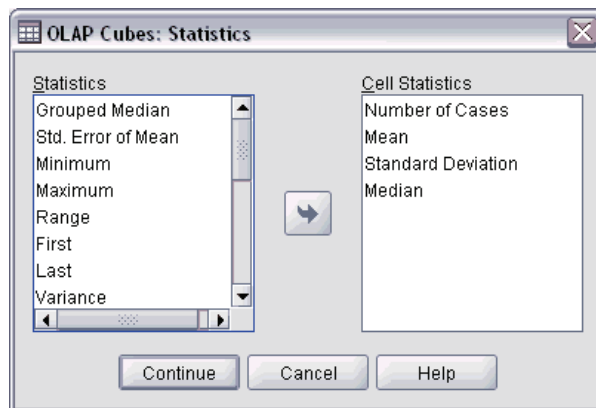 OLAP Cubes: Statistics
Statistics
Grouped Median
Std. Error of Mean
Minimum
Maximum
Range
First
Last
Variance
Cell Statistics
Number of Cases
Mean
Standard Deviation
Median
Continue
Cancel
Help